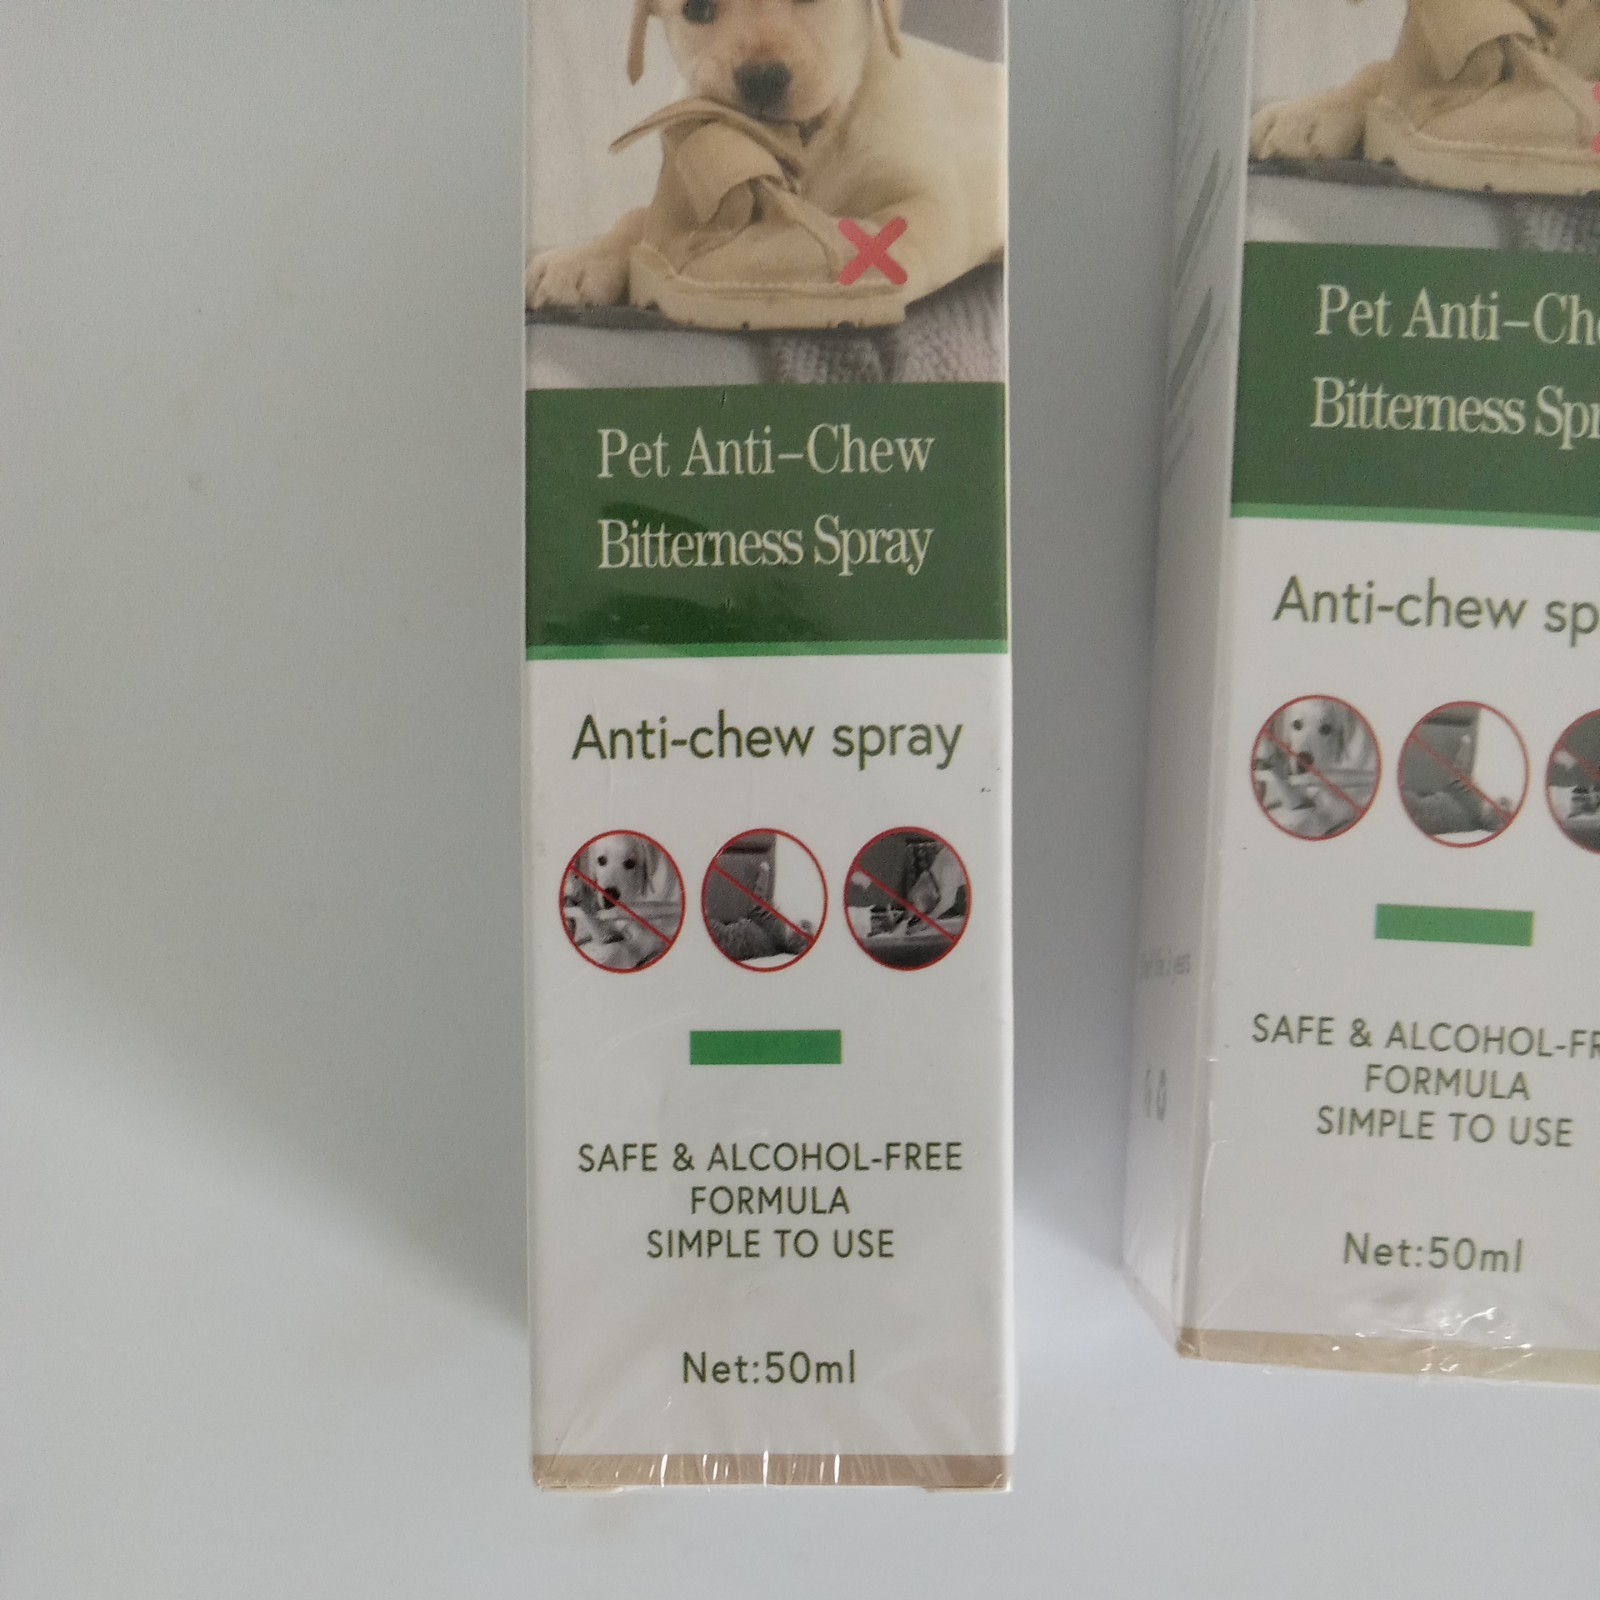 Pet Anti-Chew
Bitterness Spray
Anti-chew spray
SAFE & ALCOHOL-FREE
FORMULA
SIMPLE TO USE
Net:50ml
Pet Anti-Che
Bitterness Spr
Anti-chew sp
SAFE & ALCOHOL-FR
FORMULA
SIMPLE TO USE
Net:50ml